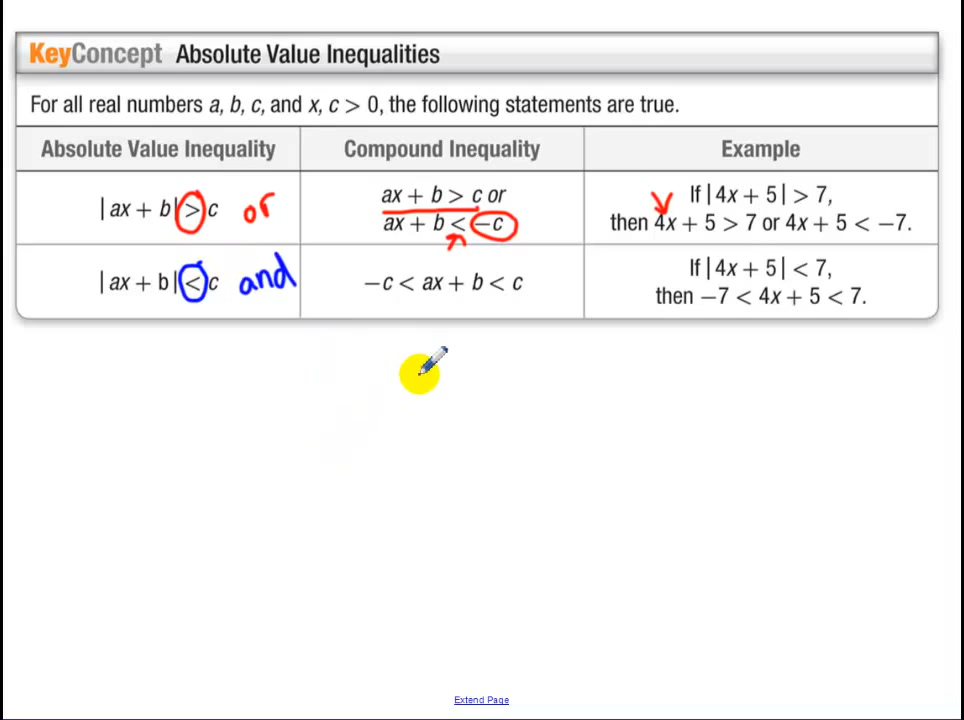 KeyConcept Absolute Value Inequalities
For all real numbers a, b, c, and x, c > 0, the following statements are true.
Absolute Value Inequality Compound Inequality Example
|ax + b| > c or
ax + b > c or
ax + b < −c
If |4x + 5| > 7,
then 4x + 5 > 7 or 4x + 5 < −7.
|ax + b| < c and
−c < ax + b < c
If |4x + 5| < 7,
then −7 < 4x + 5 < 7.
Extend Page